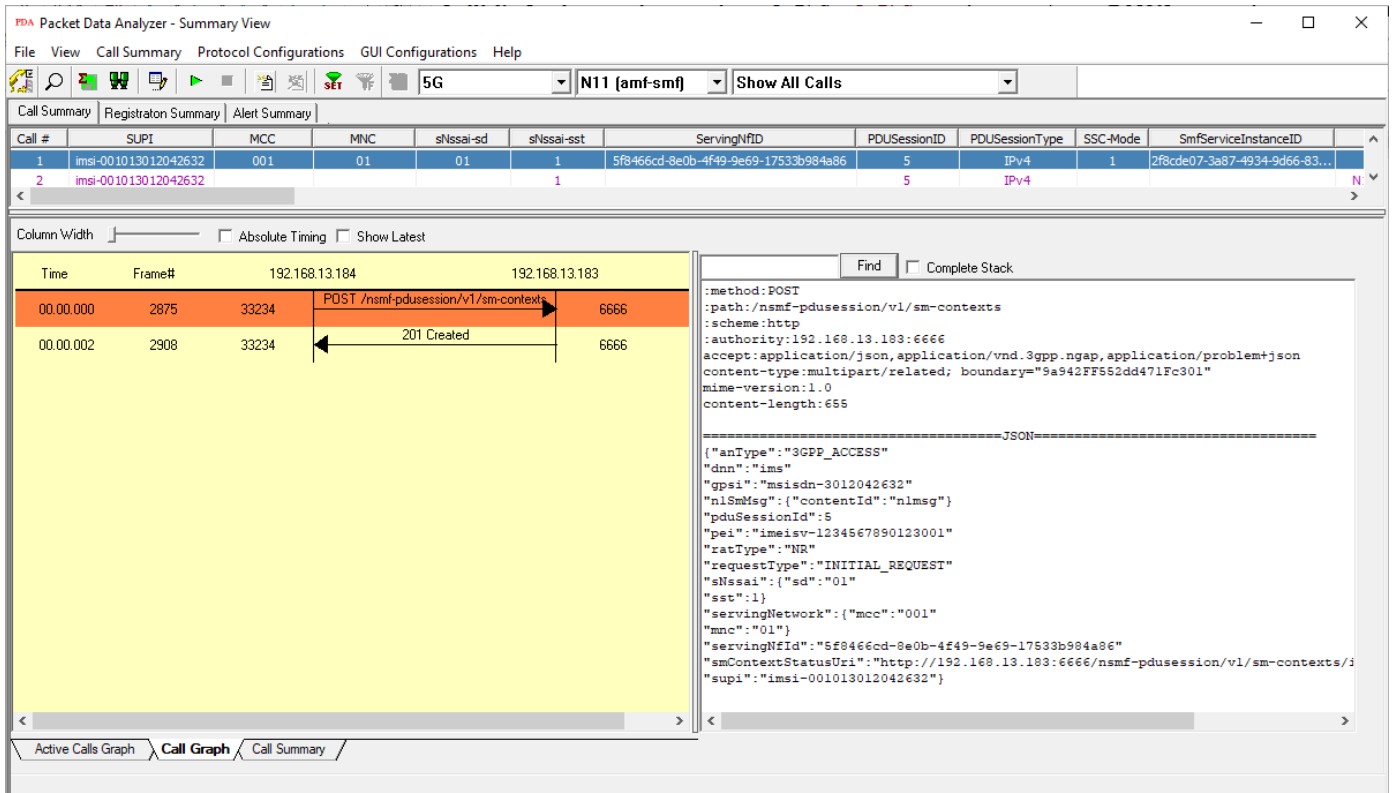 PDA Packet Data Analyzer - Summary View
File View Call Summary Protocol Configurations GUI Configurations Help
SET 5G N11 (amf-smf) Show All Calls
Call Summary Registraton Summary Alert Summary
Call # SUPI MCC MNC sNssai-sd sNssai-sst ServingNfID PDUSessionID PDUSessionType SSC-Mode SmfServiceInstanceID
1 imsi-001013012042632 001 01 01 1 5f8466cd-8e0b-4f49-9e69-17533b984a86 5 IPv4 1 2f8cde07-3a87-4934-9d66-83...
2 imsi-001013012042632 1 5 IPv4 N
Column Width Absolute Timing Show Latest
Time Frame# 192.168.13.184 192.168.13.183
00.00.000 2875 33234 POST /nsmf-pdusession/v1/sm-contexts 6666
00.00.002 2908 33234 201 Created 6666
Find Complete Stack
:method:POST
:path:/nsmf-pdusession/v1/sm-contexts
:scheme:http
:authority:192.168.13.183:6666
accept:application/json,application/vnd.3gpp.ngap,application/problem+json
content-type:multipart/related; boundary="9a942FF552dd471Fc301"
mime-version:1.0
content-length:655
=====================================JSON===================================
{"anType":"3GPP_ACCESS"
"dnn":"ims"
"gpsi":"msisdn-3012042632"
"n1SmMsg":{"contentId":"n1msg"}
"pduSessionId":5
"pei":"imeisv-1234567890123001"
"ratType":"NR"
"requestType":"INITIAL_REQUEST"
"sNssai":{"sd":"01"
"sst":1}
"servingNetwork":{"mcc":"001"
"mnc":"01"}
"servingNfId":"5f8466cd-8e0b-4f49-9e69-17533b984a86"
"smContextStatusUri":"http://192.168.13.183:6666/nsmf-pdusession/v1/sm-contexts/i
"supi":"imsi-001013012042632"}
Active Calls Graph Call Graph Call Summary